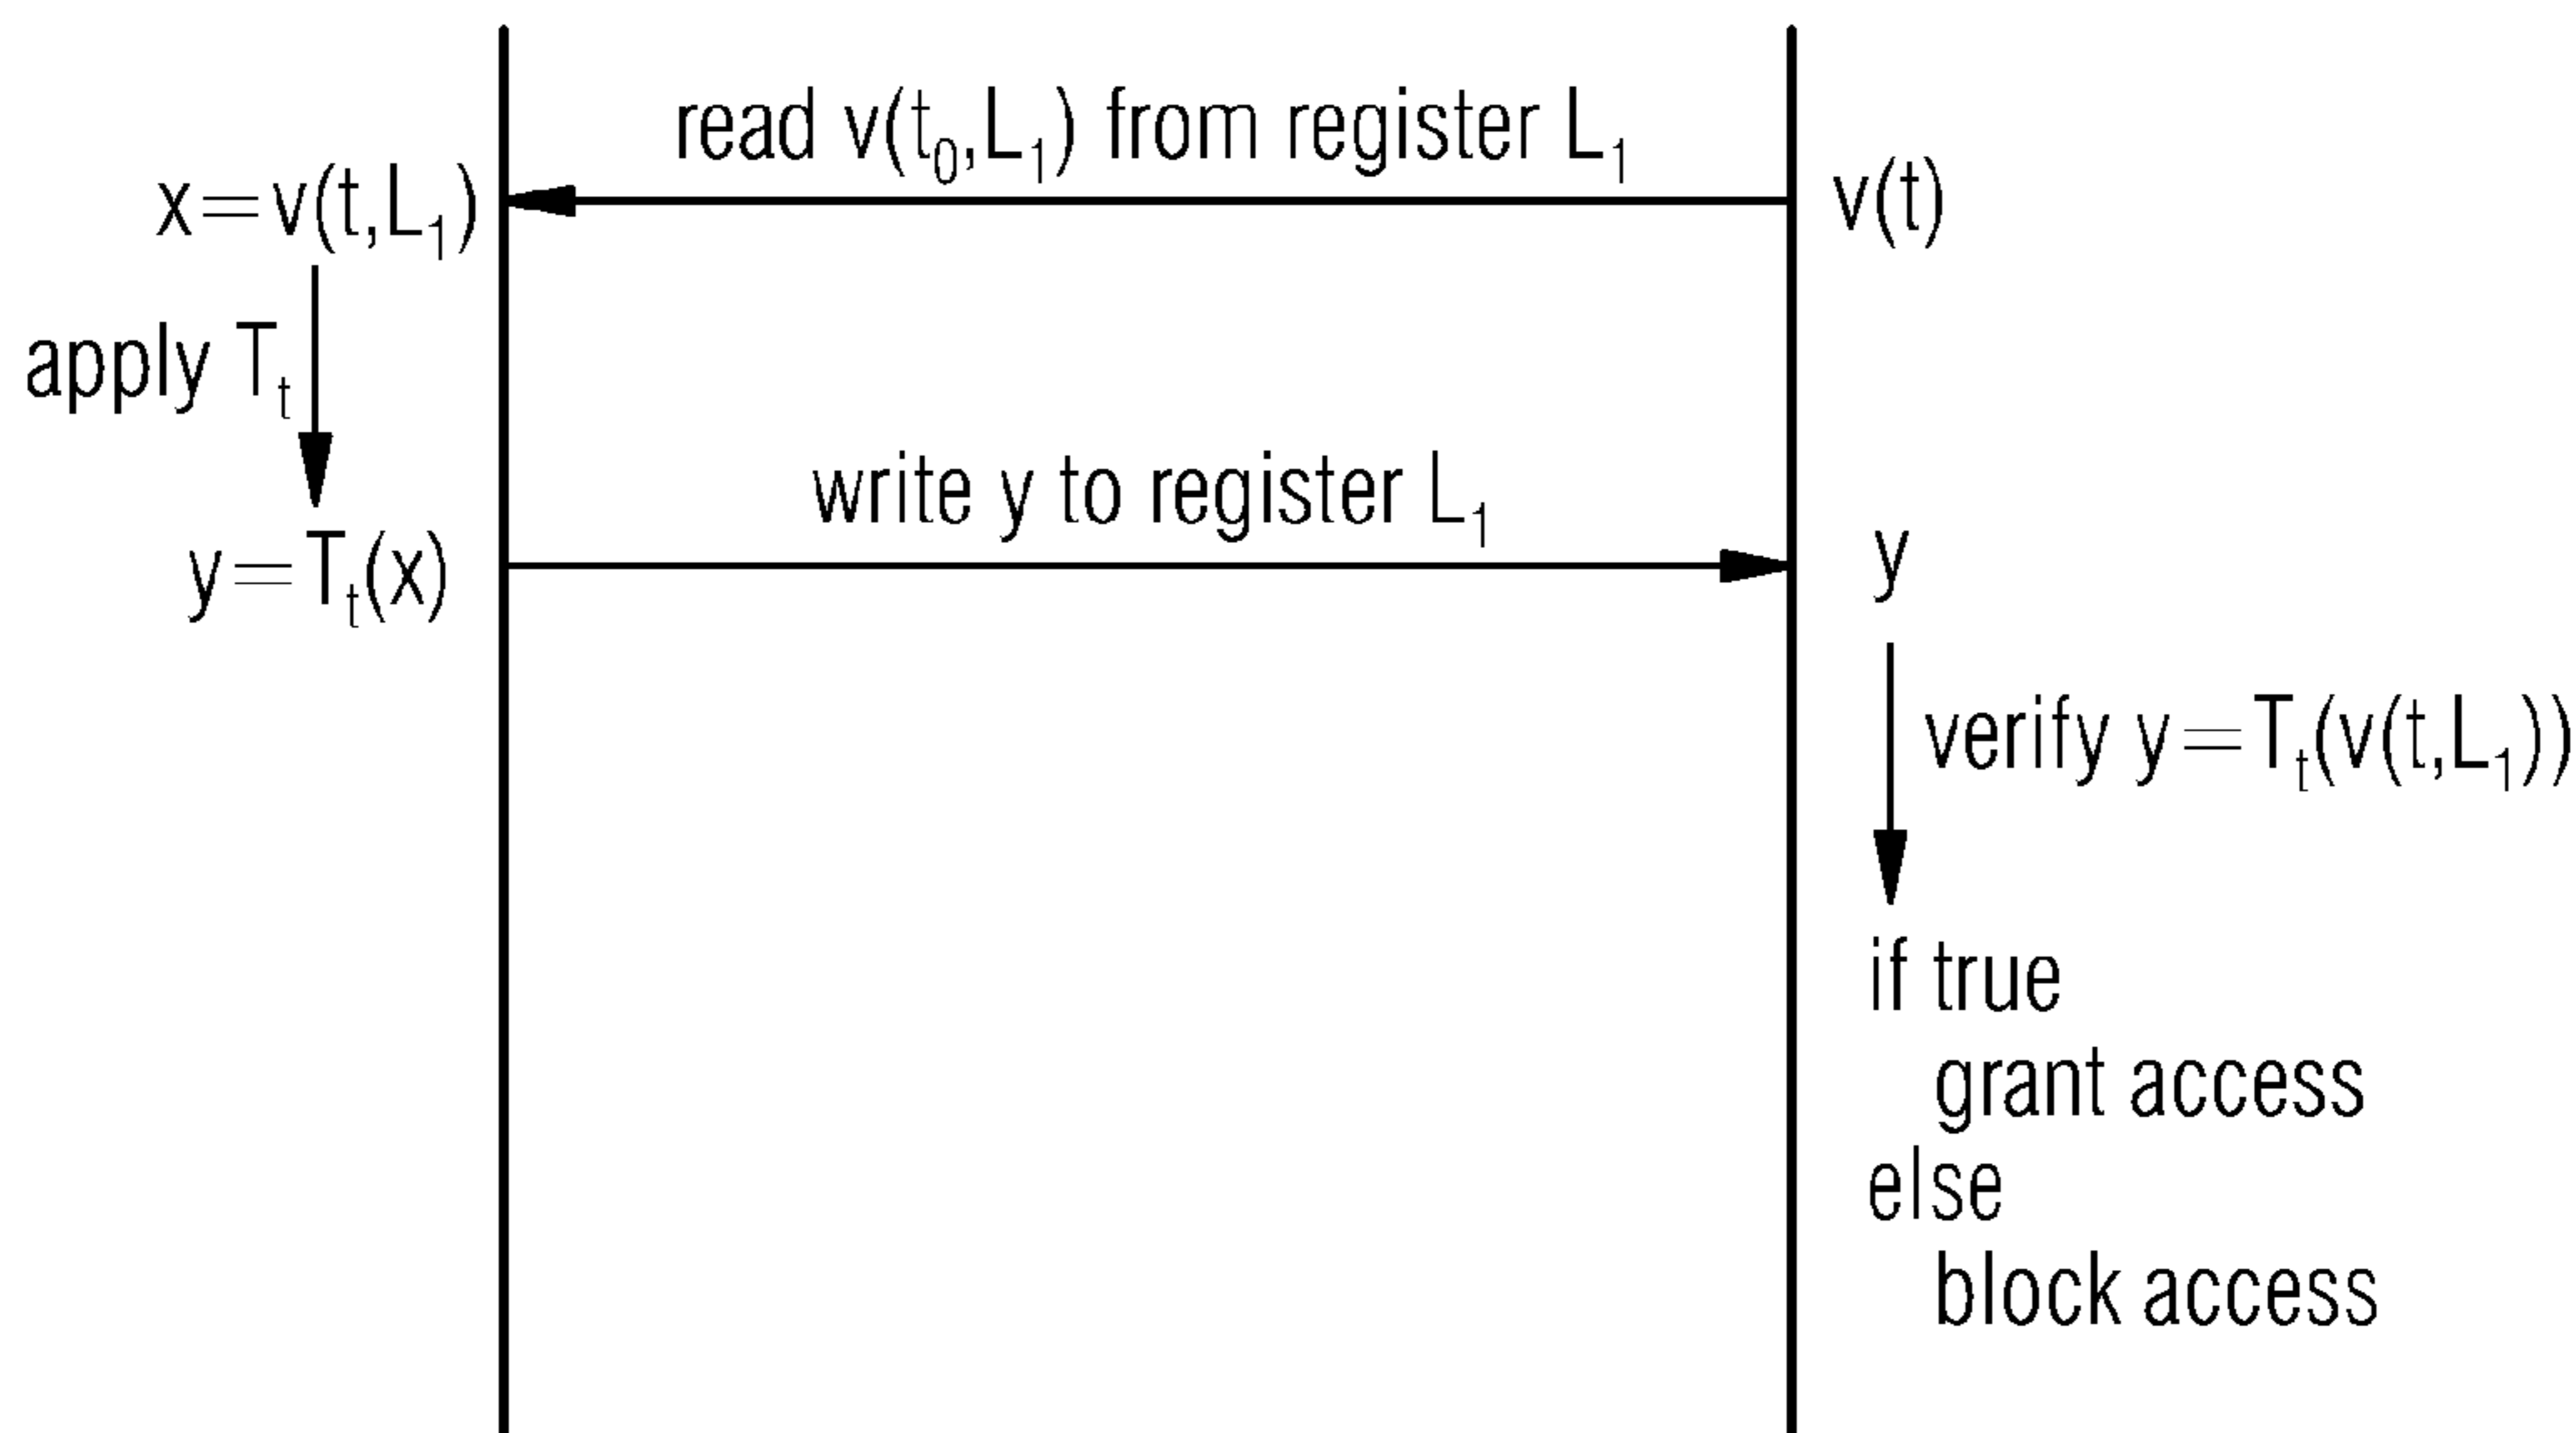 read v(t₀,L₁) from register L₁
x=v(t,L₁)
v(t)
apply Tₜ
write y to register L₁
y=Tₜ(x)
y
verify y=Tₜ(v(t,L₁))
if true
grant access
else
block access